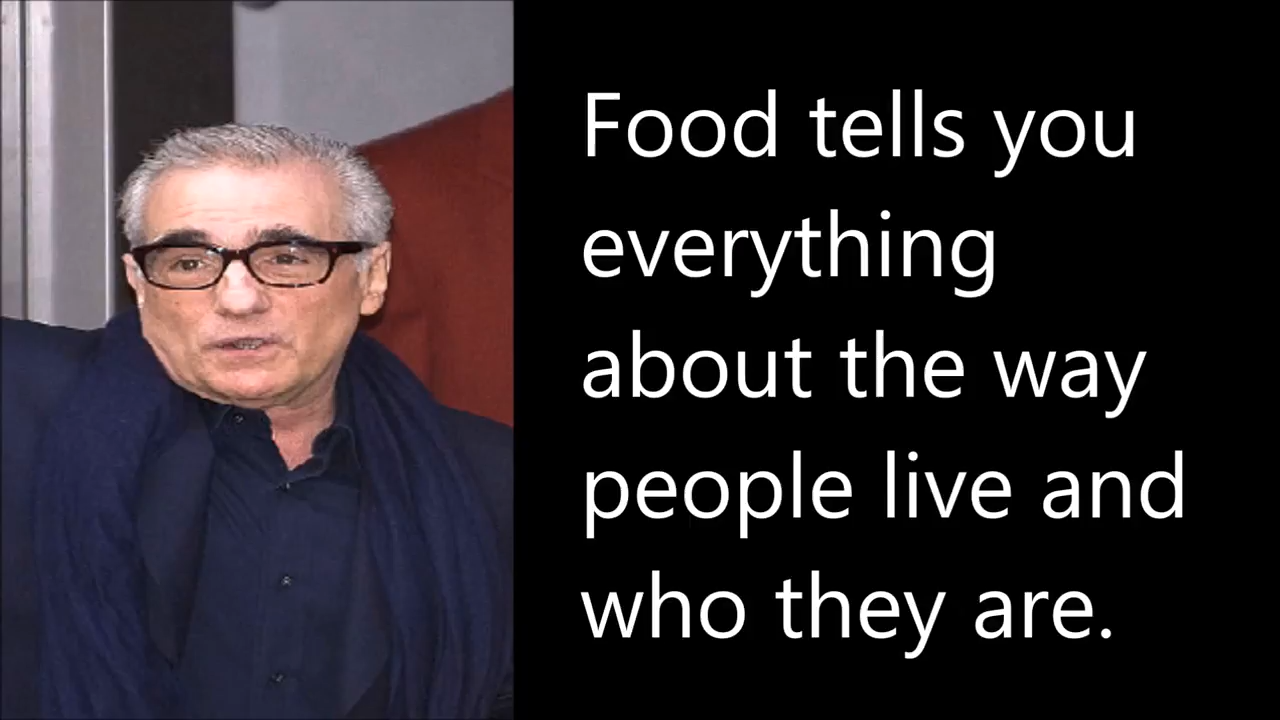 Food tells you
everything
about the way
people live and
who they are.